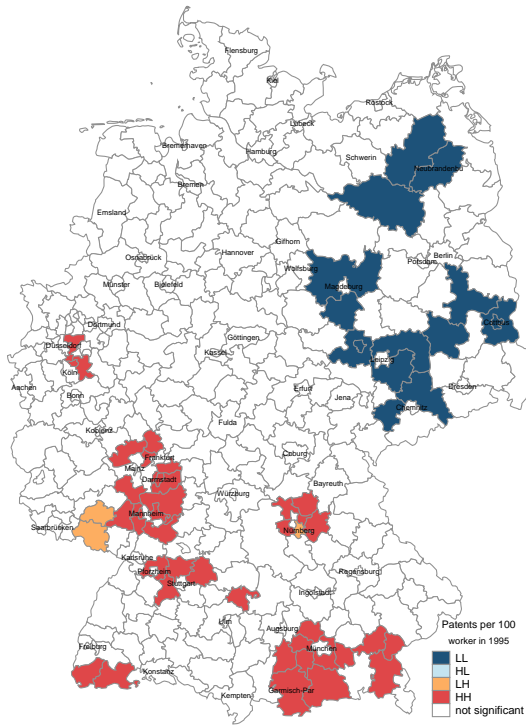 Flensburg
Kiel
Rostock
Lübeck
Bremerhaven
Hamburg
Schwerin
Neubrandenbu
Bremen
Emsland
Gifhorn
Hannover
Berlin
Potsdam
Osnabrück
Wolfsburg
Münster
Bielefeld
Magdeburg
Cottbus
Dortmund
Göttingen
Düsseldorf
Kassel
Leipzig
Köln
Aachen
Erfurt
Dresden
Bonn
Jena
Chemnitz
Koblenz
Fulda
Frankfurt
Coburg
Mainz
Darmstadt
Bayreuth
Würzburg
Mannheim
Saarbrücken
Nürnberg
Karlsruhe
Pforzheim
Regensburg
Stuttgart
Ingolstadt
Ulm
Augsburg
Freiburg
München
Konstanz
Germisch-Par
Kempten
Patents per 100
worker in 1995
LL
HL
LH
HH
not significant